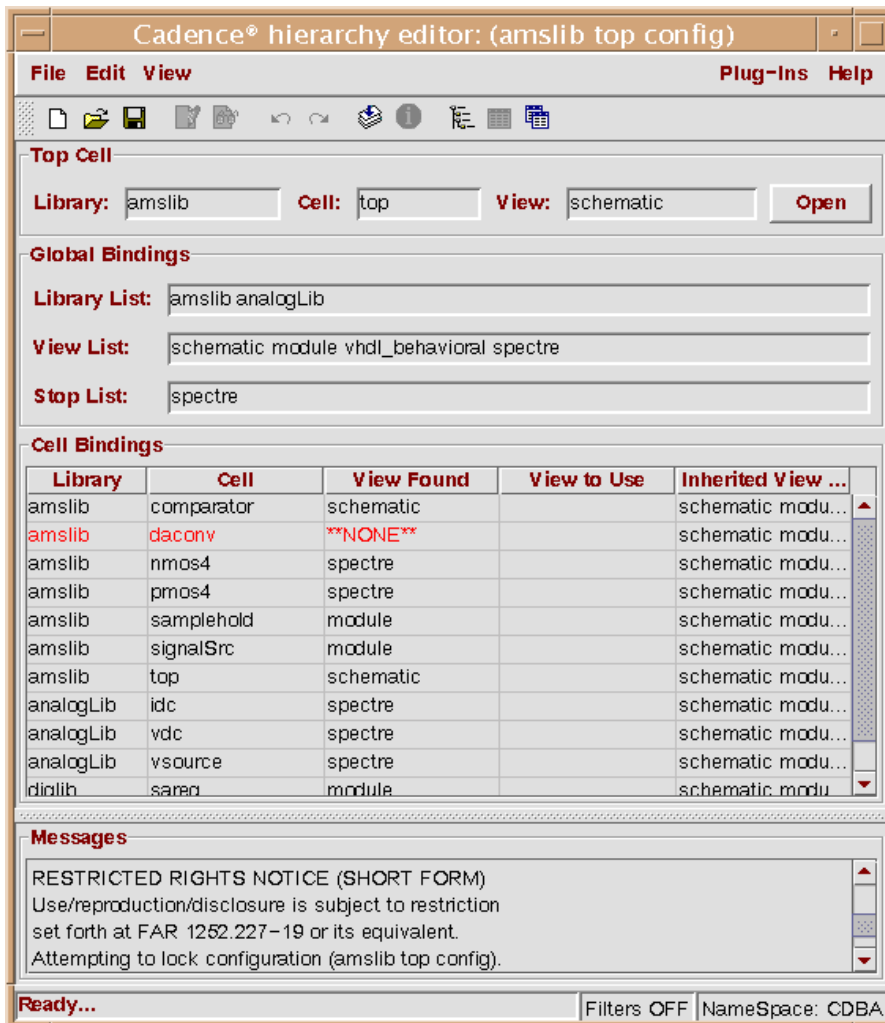 Cadence® hierarchy editor: (amslib top config)
File Edit View Plug-Ins Help
Top Cell
Library: amslib Cell: top View: schematic Open
Global Bindings
Library List: amslib analogLib
View List: schematic module vhdl_behavioral spectre
Stop List: spectre
Cell Bindings
Library Cell View Found View to Use Inherited View ...
amslib comparator schematic schematic modu...
amslib daconv **NONE** schematic modu...
amslib nmos4 spectre schematic modu...
amslib pmos4 spectre schematic modu...
amslib samplehold module schematic modu...
amslib signalSrc module schematic modu...
amslib top schematic schematic modu...
analogLib idc spectre schematic modu...
analogLib vdc spectre schematic modu...
analogLib vsource spectre schematic modu...
diglib sareg module schematic modu
Messages
RESTRICTED RIGHTS NOTICE (SHORT FORM)
Use/reproduction/disclosure is subject to restriction
set forth at FAR 1252.227-19 or its equivalent.
Attempting to lock configuration (amslib top config).
Ready... Filters OFF NameSpace: CDBA